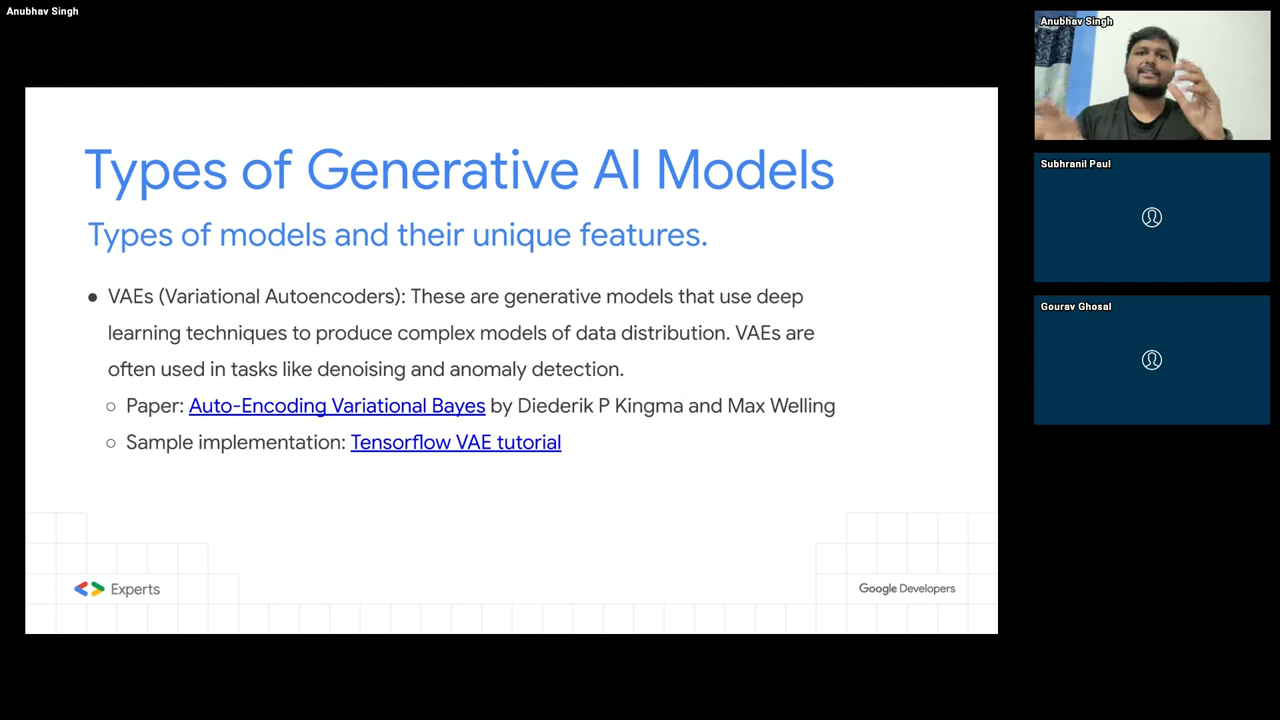 Anubhav Singh
Types of Generative AI Models
Types of models and their unique features.
● VAEs (Variational Autoencoders): These are generative models that use deep
learning techniques to produce complex models of data distribution. VAEs are
often used in tasks like denoising and anomaly detection.
○ Paper: Auto-Encoding Variational Bayes by Diederik P Kingma and Max Welling
○ Sample implementation: Tensorflow VAE tutorial
Experts
Google Developers
Anubhav Singh
Subhranil Paul
Gourav Ghosal